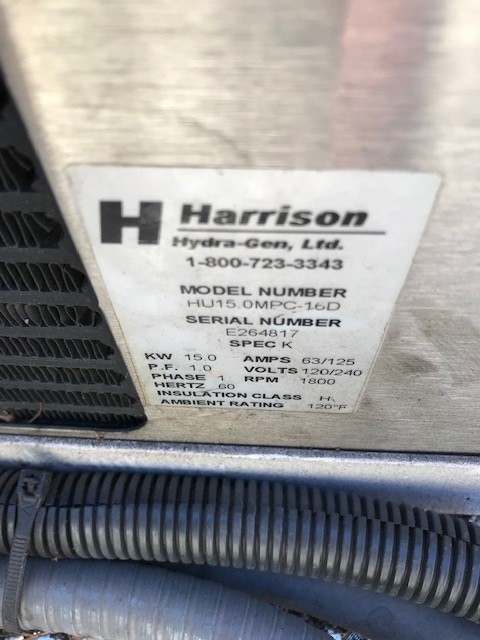 H Harrison
Hydra-Gen, Ltd.
1-800-723-3343
MODEL NUMBER
HU15.0MPC-16D
SERIAL NUMBER
E264817
SPEC K
KW 15.0 AMPS 63/125
P.F. 1.0 VOLTS 120/240
PHASE 1 RPM 1800
HERTZ 60
INSULATION CLASS H
AMBIENT RATING 120°F